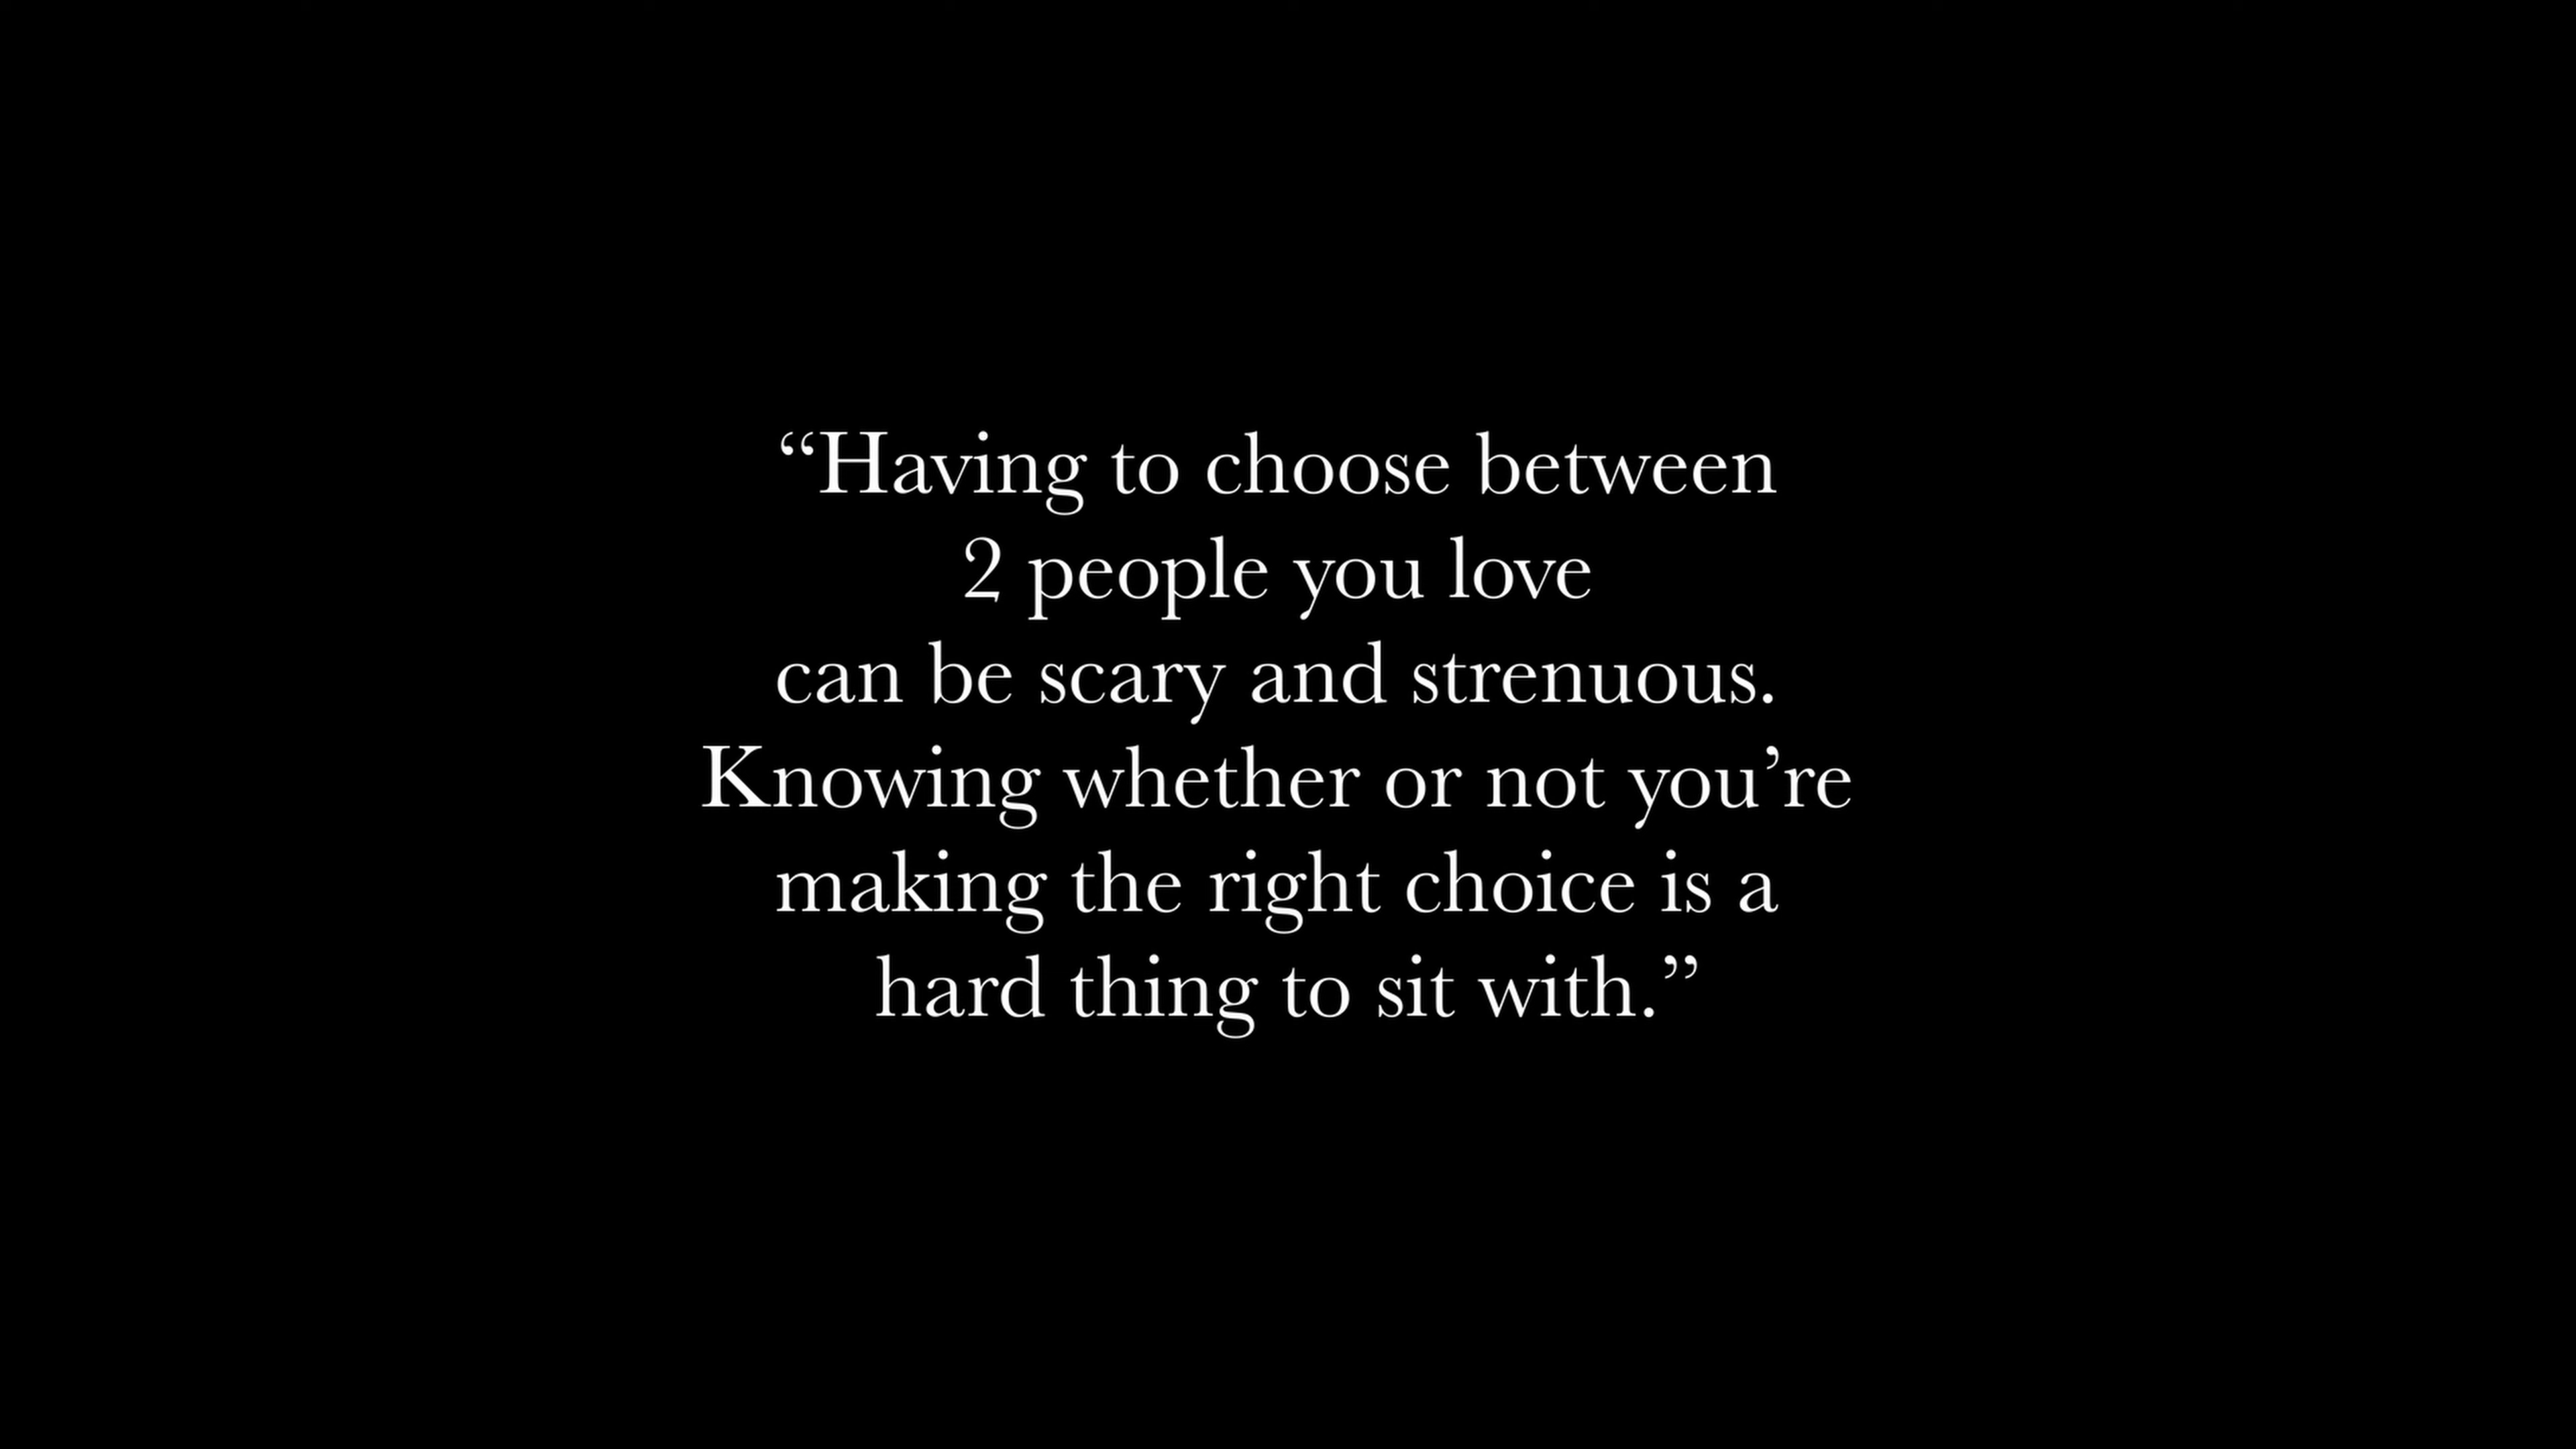 “Having to choose between
2 people you love
can be scary and strenuous.
Knowing whether or not you’re
making the right choice is a
hard thing to sit with.”